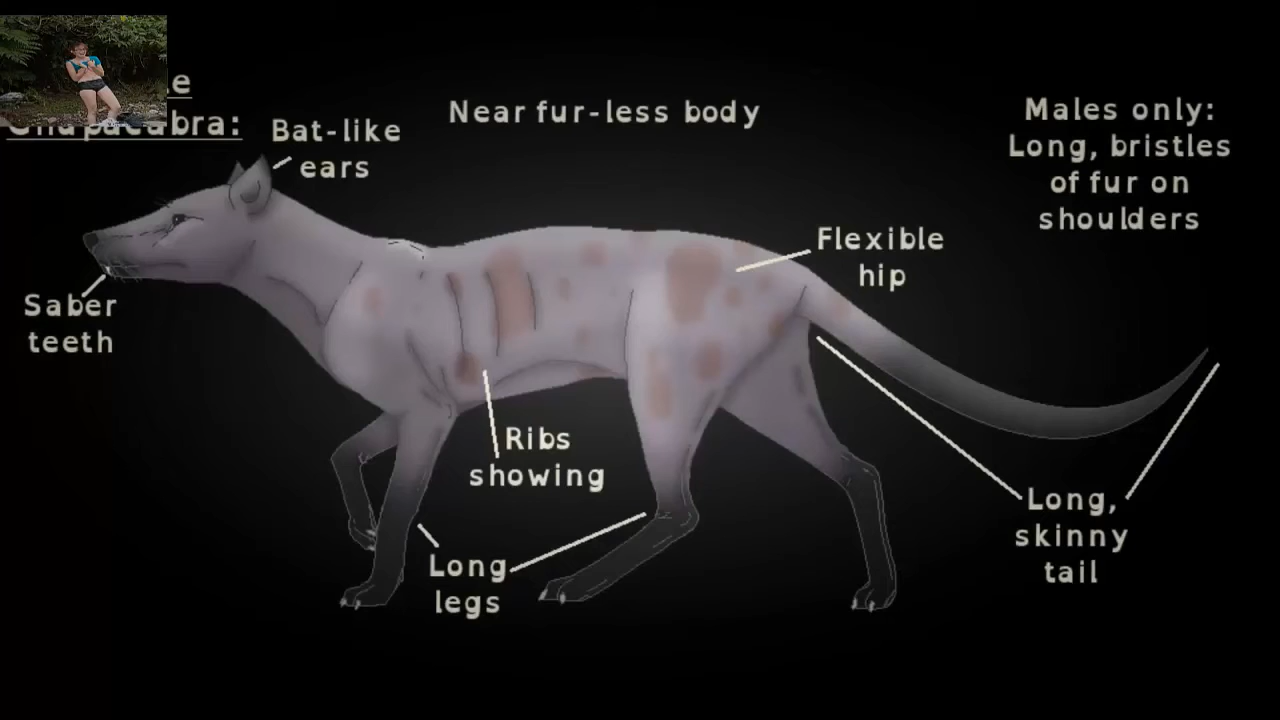 Bat-like
ears
Near fur-less body
Males only:
Long, bristles
of fur on
shoulders
Flexible
hip
Saber
teeth
Ribs
showing
Long
legs
Long,
skinny
tail